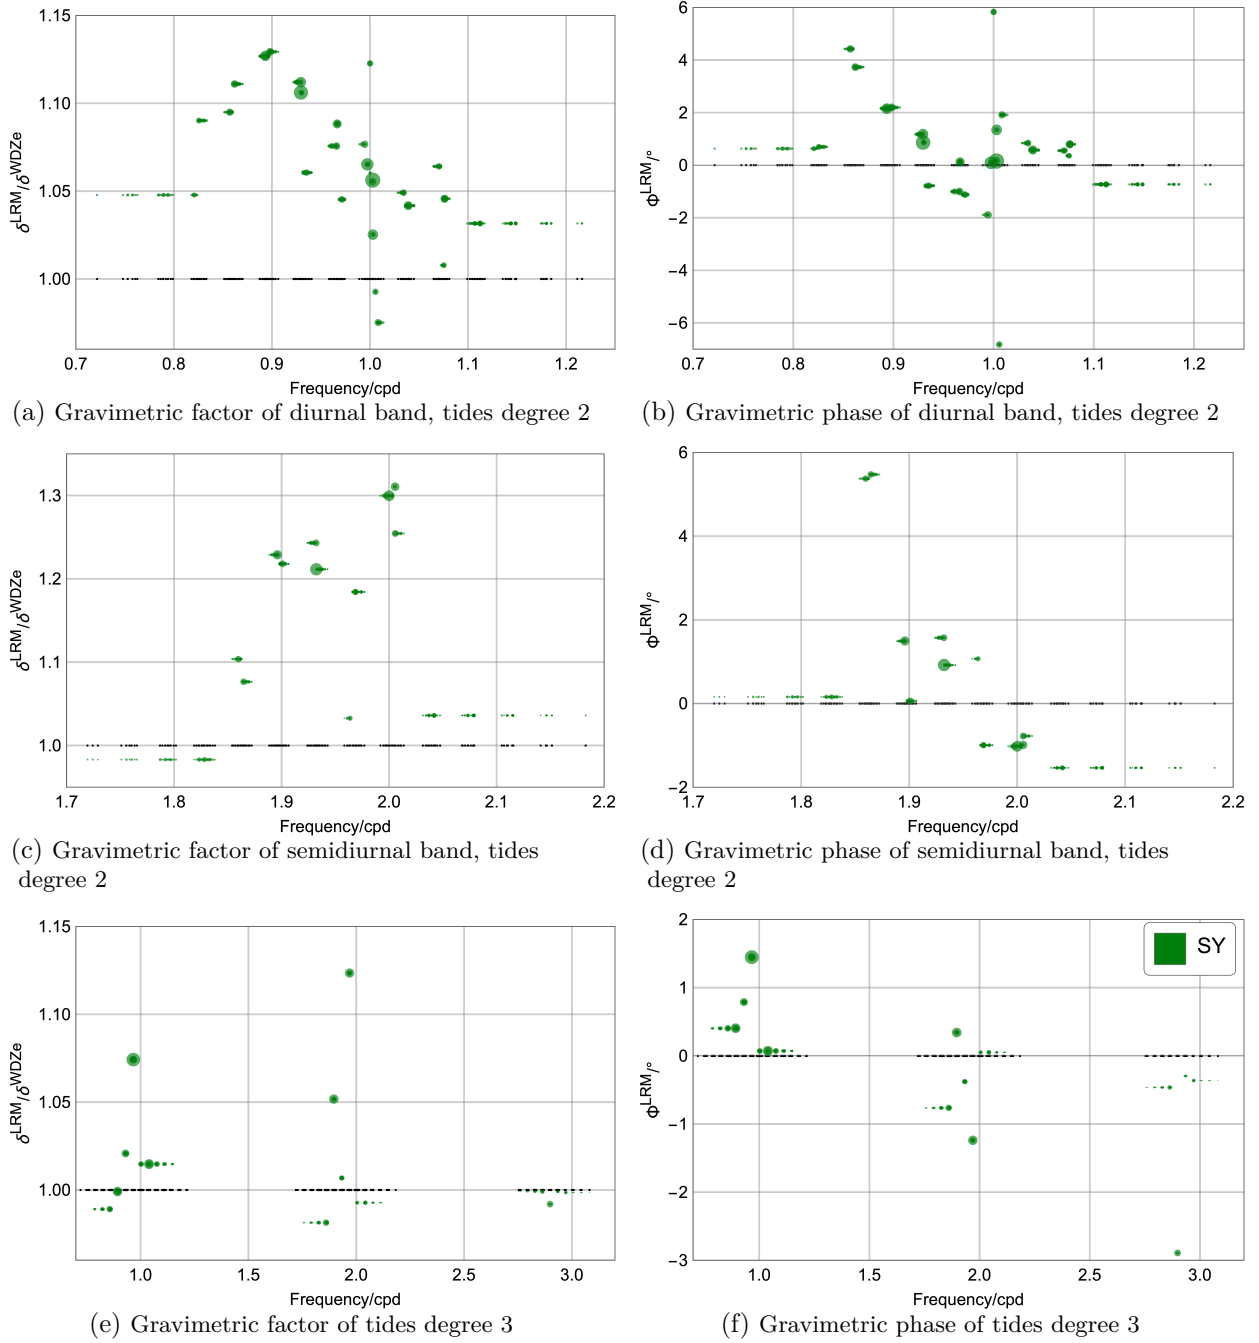 1.15
1.10
1.05
1.00
δLRM/δWDZe
0.7 0.8 0.9 1.0 1.1 1.2
Frequency/cpd
(a) Gravimetric factor of diurnal band, tides degree 2
6
4
2
0
−2
−4
−6
ΦLRM/°
0.7 0.8 0.9 1.0 1.1 1.2
Frequency/cpd
(b) Gravimetric phase of diurnal band, tides degree 2
1.3
1.2
1.1
1.0
δLRM/δWDZe
1.7 1.8 1.9 2.0 2.1 2.2
Frequency/cpd
(c) Gravimetric factor of semidiurnal band, tides
degree 2
6
4
2
0
−2
ΦLRM/°
1.7 1.8 1.9 2.0 2.1 2.2
Frequency/cpd
(d) Gravimetric phase of semidiurnal band, tides
degree 2
1.15
1.10
1.05
1.00
δLRM/δWDZe
1.0 1.5 2.0 2.5 3.0
Frequency/cpd
(e) Gravimetric factor of tides degree 3
2
1
0
−1
−2
−3
ΦLRM/°
SY
1.0 1.5 2.0 2.5 3.0
Frequency/cpd
(f) Gravimetric phase of tides degree 3